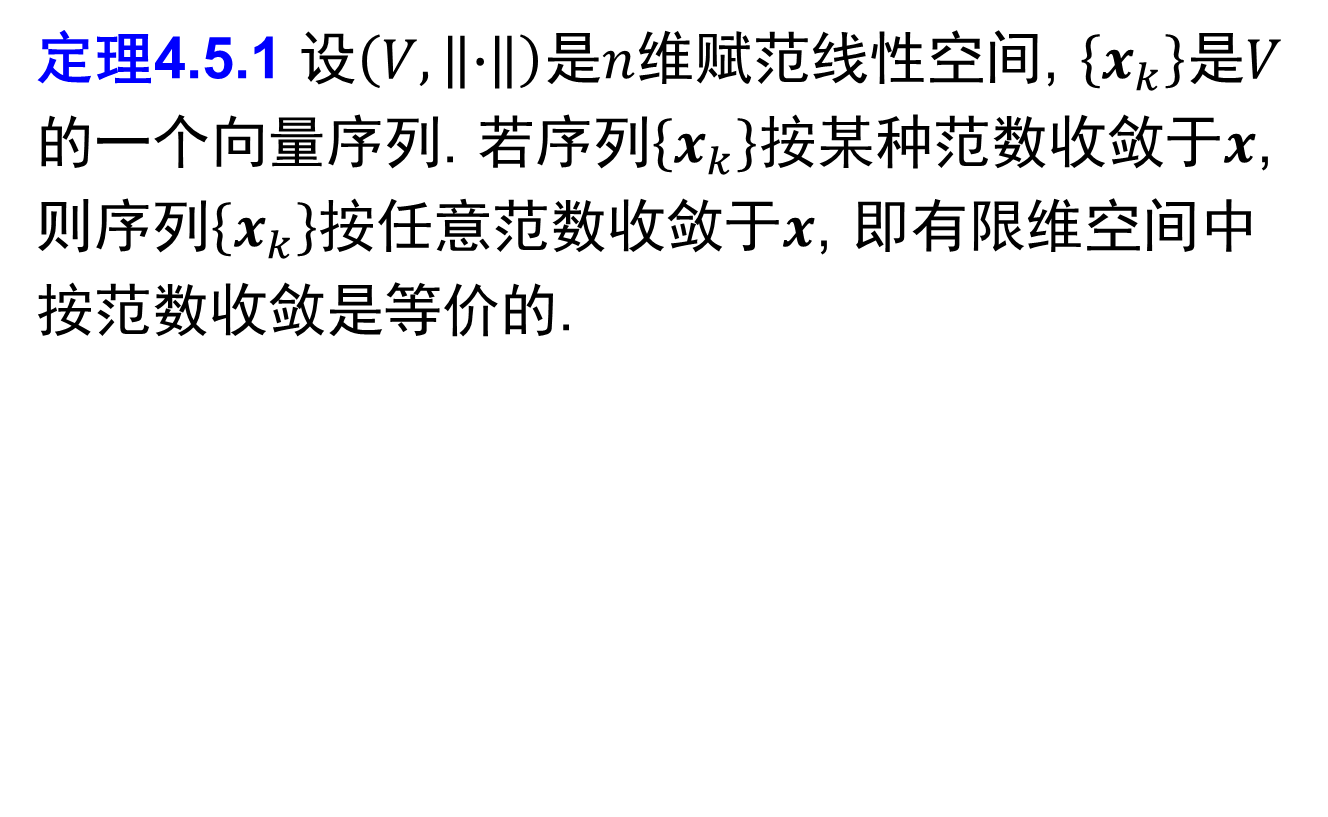 定理4.5.1 设(V,‖·‖)是n维赋范线性空间, {xₖ}是V
的一个向量序列. 若序列{xₖ}按某种范数收敛于x,
则序列{xₖ}按任意范数收敛于x, 即有限维空间中
按范数收敛是等价的.